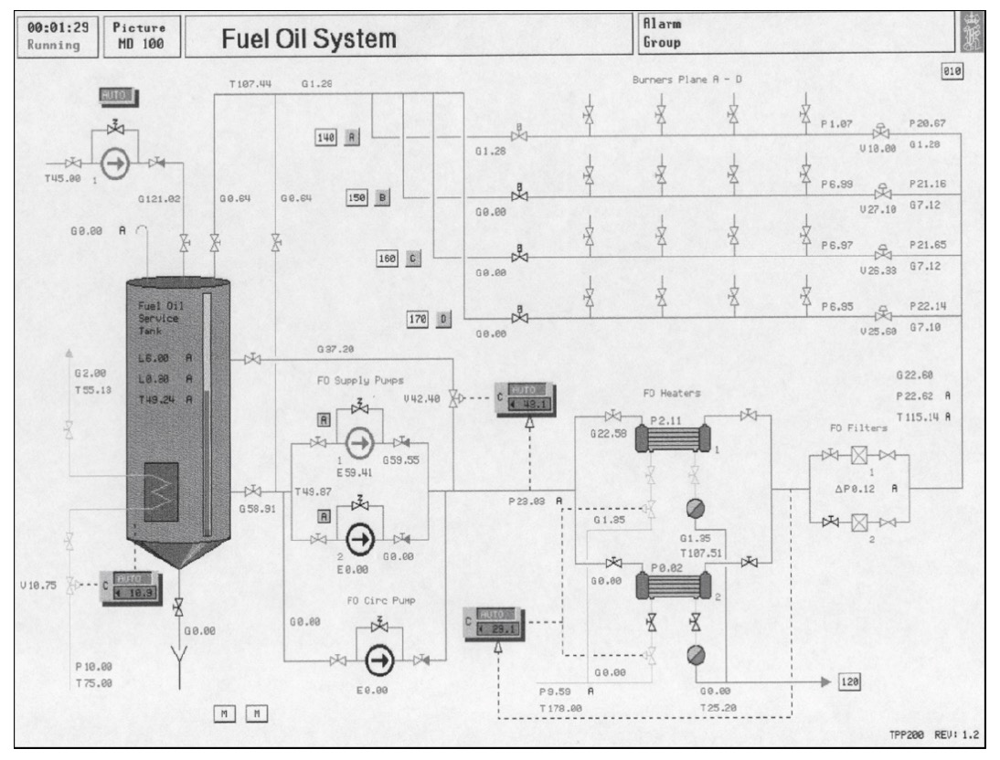 00:01:29
Running
Picture
MD 100
Fuel Oil System
Alarm
Group
010
AUTO
T107.44 G1.28
Burners Plane A - D
140 A
G1.28
P1.07
P20.67
V10.00
G1.28
T45.00
1
G121.02
G0.64
G0.64
150 B
G0.00
P6.99
P21.16
V27.10
G7.12
G0.00 A
160 C
G0.00
P6.97
P21.65
V26.33
G7.12
170 D
G0.00
P6.95
P22.14
V25.60
G7.10
Fuel Oil
Service
Tank
L6.00 A
L0.80 A
T49.24 A
G2.00
T55.13
G37.20
FO Supply Pumps
V42.40
C
AUTO
49.1
FO Heaters
G22.60
P22.62 A
T115.14 A
A
1
G59.55
E59.41
G22.58
P2.11
1
FO Filters
1
ΔP0.12 A
2
G58.91
T49.87
A
2
G0.00
E0.00
P23.03 A
G1.35
G1.35
T107.51
V10.75
C
AUTO
10.9
P0.02
G0.00
2
FO Circ Pump
G0.00
E0.00
G0.00
C
AUTO
29.1
P10.00
T75.00
G0.00
P9.59 A
T178.00
G0.00
T25.20
120
M M
TPP200 REV: 1.2